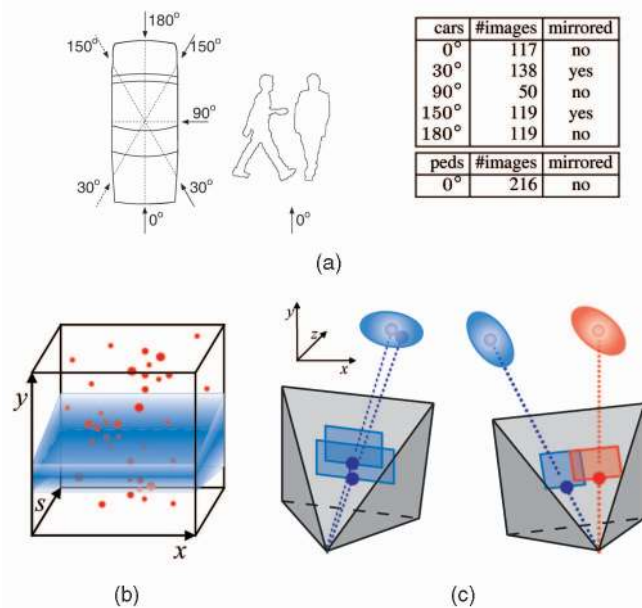 180°
150° 150°
90°
30° 30°
0° 0°
cars #images mirrored
0° 117 no
30° 138 yes
90° 50 no
150° 119 yes
180° 119 no
peds #images mirrored
0° 216 no
(a)
y
s
x
(b)
y
z
x
(c)